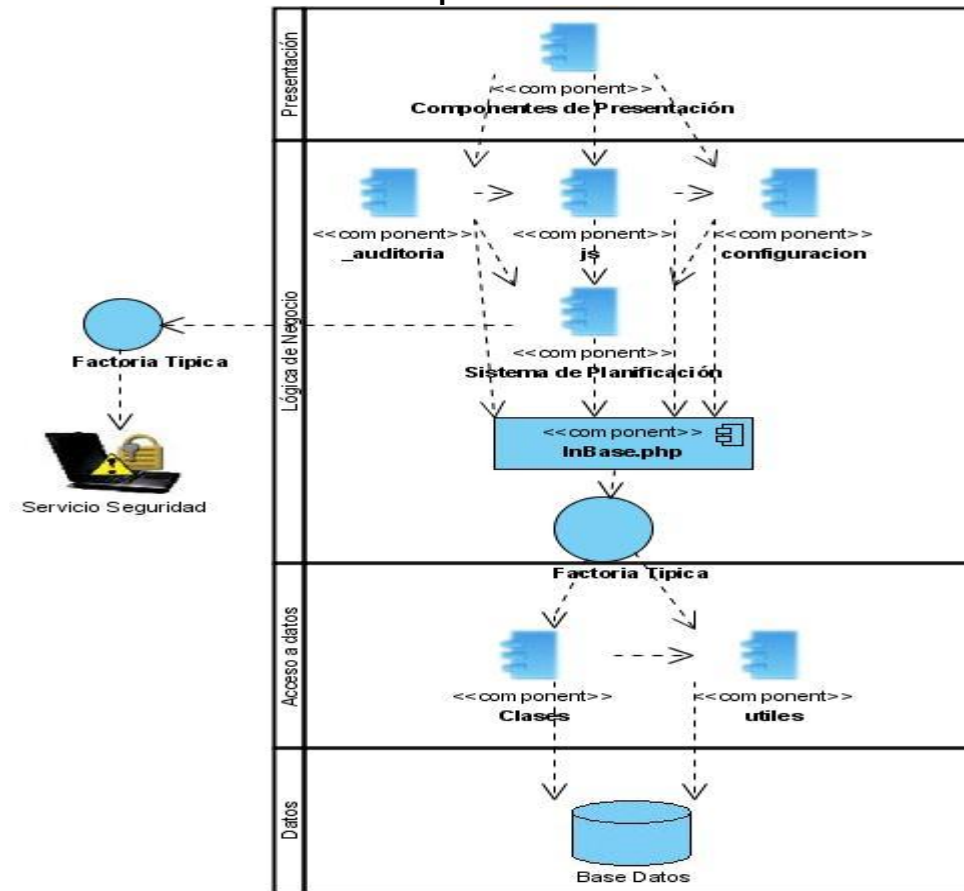 Presentación
<<component>>
Componentes de Presentación
Lógica de Negocio
<<component>>
_auditoria
<<component>>
js
<<component>>
configuracion
<<component>>
Sistema de Planificación
Factoria Tipica
Servicio Seguridad
<<component>>
InBase.php
Factoria Tipica
Acceso a datos
<<component>>
Clases
<<component>>
utiles
Datos
Base Datos